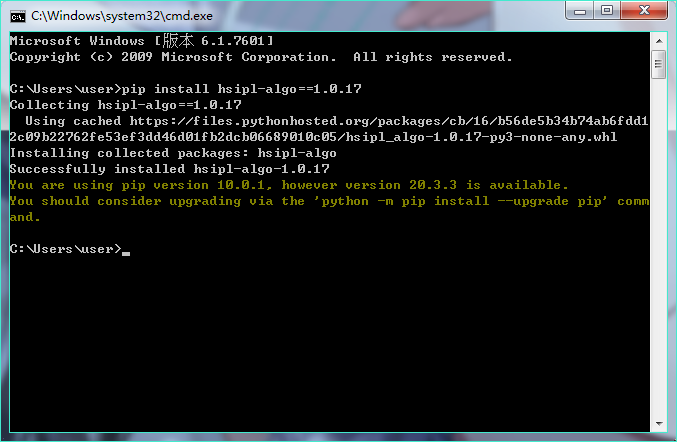 C:\Windows\system32\cmd.exe
Microsoft Windows [版本 6.1.7601]
Copyright (c) 2009 Microsoft Corporation.  All rights reserved.
C:\Users\user>pip install hsipl-algo==1.0.17
Collecting hsipl-algo==1.0.17
  Using cached https://files.pythonhosted.org/packages/cb/16/b56de5b34b74ab6fdd1
2c09b22762fe53ef3dd46d01fb2dcb06689010c05/hsipl_algo-1.0.17-py3-none-any.whl
Installing collected packages: hsipl-algo
Successfully installed hsipl-algo-1.0.17
You are using pip version 10.0.1, however version 20.3.3 is available.
You should consider upgrading via the 'python -m pip install --upgrade pip' comm
and.
C:\Users\user>